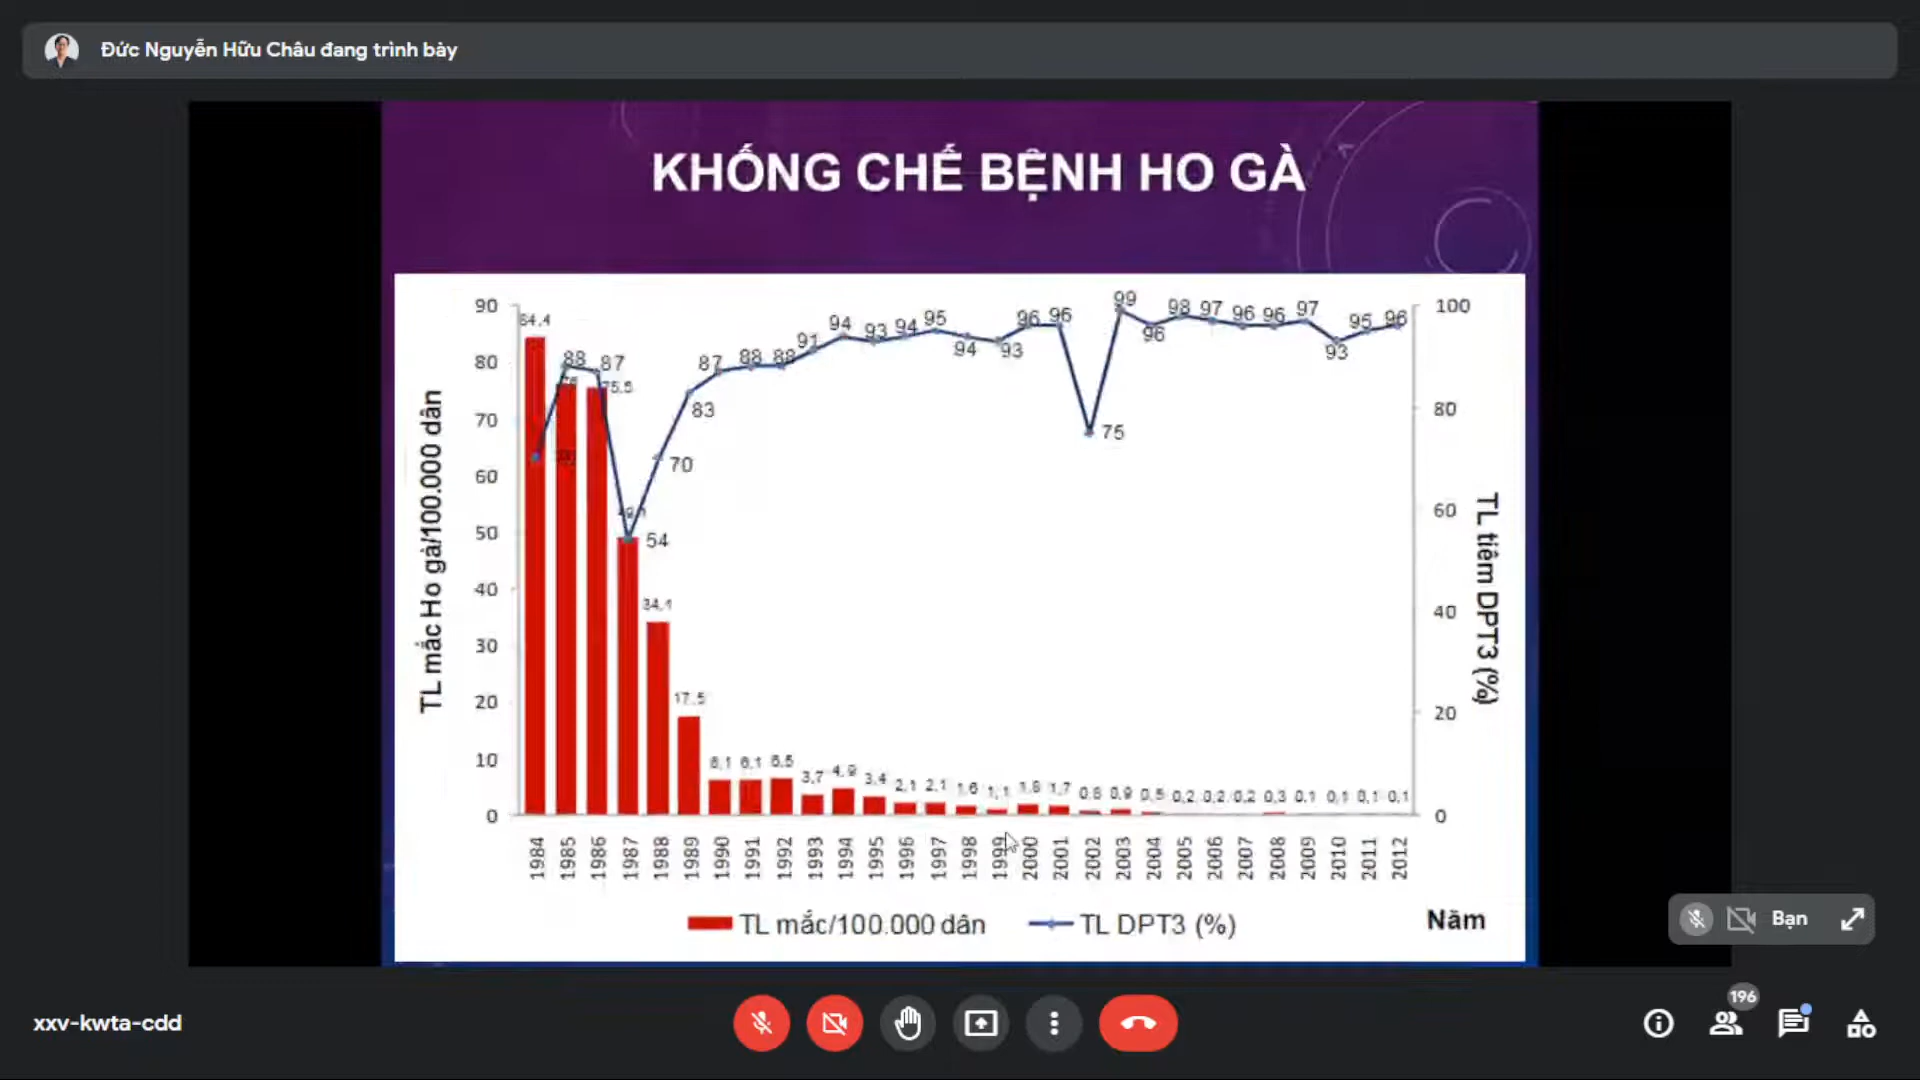 Đức Nguyễn Hữu Châu đang trình bày
KHỐNG CHẾ BỆNH HO GÀ
TL mắc Ho gà/100.000 dân
90
80
70
60
50
40
30
20
10
0
100
80
60
40
20
0
TL tiêm DPT3 (%)
88 87 54 70 83 87 88 88 91 94 93 94 95 94 93 96 96 75 99 96 98 97 96 96 97 93 95 96
75.5 34,1 17,5 3,7 4,9 3,4 2,1 2,1 1,6 1,1 1,8 1,7 0,8 0,9 0,5 0,2 0,2 0,2 0,3 0.1 0,1 0,1 0,1
1984 1985 1986 1987 1988 1989 1990 1991 1992 1993 1994 1995 1996 1997 1998 1999 2000 2001 2002 2003 2004 2005 2006 2007 2008 2009 2010 2011 2012
TL mắc/100.000 dân TL DPT3 (%) Năm
Bạn
xxv-kwta-cdd
196